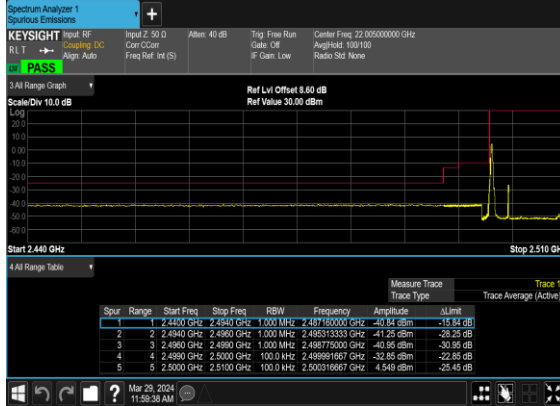 Spectrum Analyzer 1
Spurious Emissions
+
KEYSIGHT Input: RF Input Z: 50 Ω Atten: 40 dB Trig: Free Run Center Freq: 22.005000000 GHz
RLT Coupling: DC Corr CCorr Gate: Off Avg|Hold: 100/100
Align: Auto Freq Ref: Int (S) IF Gain: Low Radio Std: None
PASS
3 All Range Graph
Ref Lvl Offset 8.60 dB
Scale/Div 10.0 dB Ref Value 30.00 dBm
Log
20.0
10.0
0.00
-10.0
-20.0
-30.0
-40.0
-50.0
-60.0
Start 2.440 GHz Stop 2.510 GH
4 All Range Table
Measure Trace Trace 1
Trace Type Trace Average (Active)
Spur Range Start Freq Stop Freq RBW Frequency Amplitude ΔLimit
1 1 2.4400 GHz 2.4940 GHz 1.000 MHz 2.487160000 GHz -40.84 dBm -15.84 dB
2 2 2.4940 GHz 2.4960 GHz 1.000 MHz 2.495313333 GHz -41.25 dBm -28.25 dB
3 3 2.4960 GHz 2.4990 GHz 1.000 MHz 2.498775000 GHz -40.95 dBm -30.95 dB
4 4 2.4990 GHz 2.5000 GHz 100.0 kHz 2.499991667 GHz -32.85 dBm -22.85 dB
5 5 2.5000 GHz 2.5100 GHz 100.0 kHz 2.500316667 GHz 4.549 dBm -25.45 dB
? Mar 29, 2024
11:59:38 AM